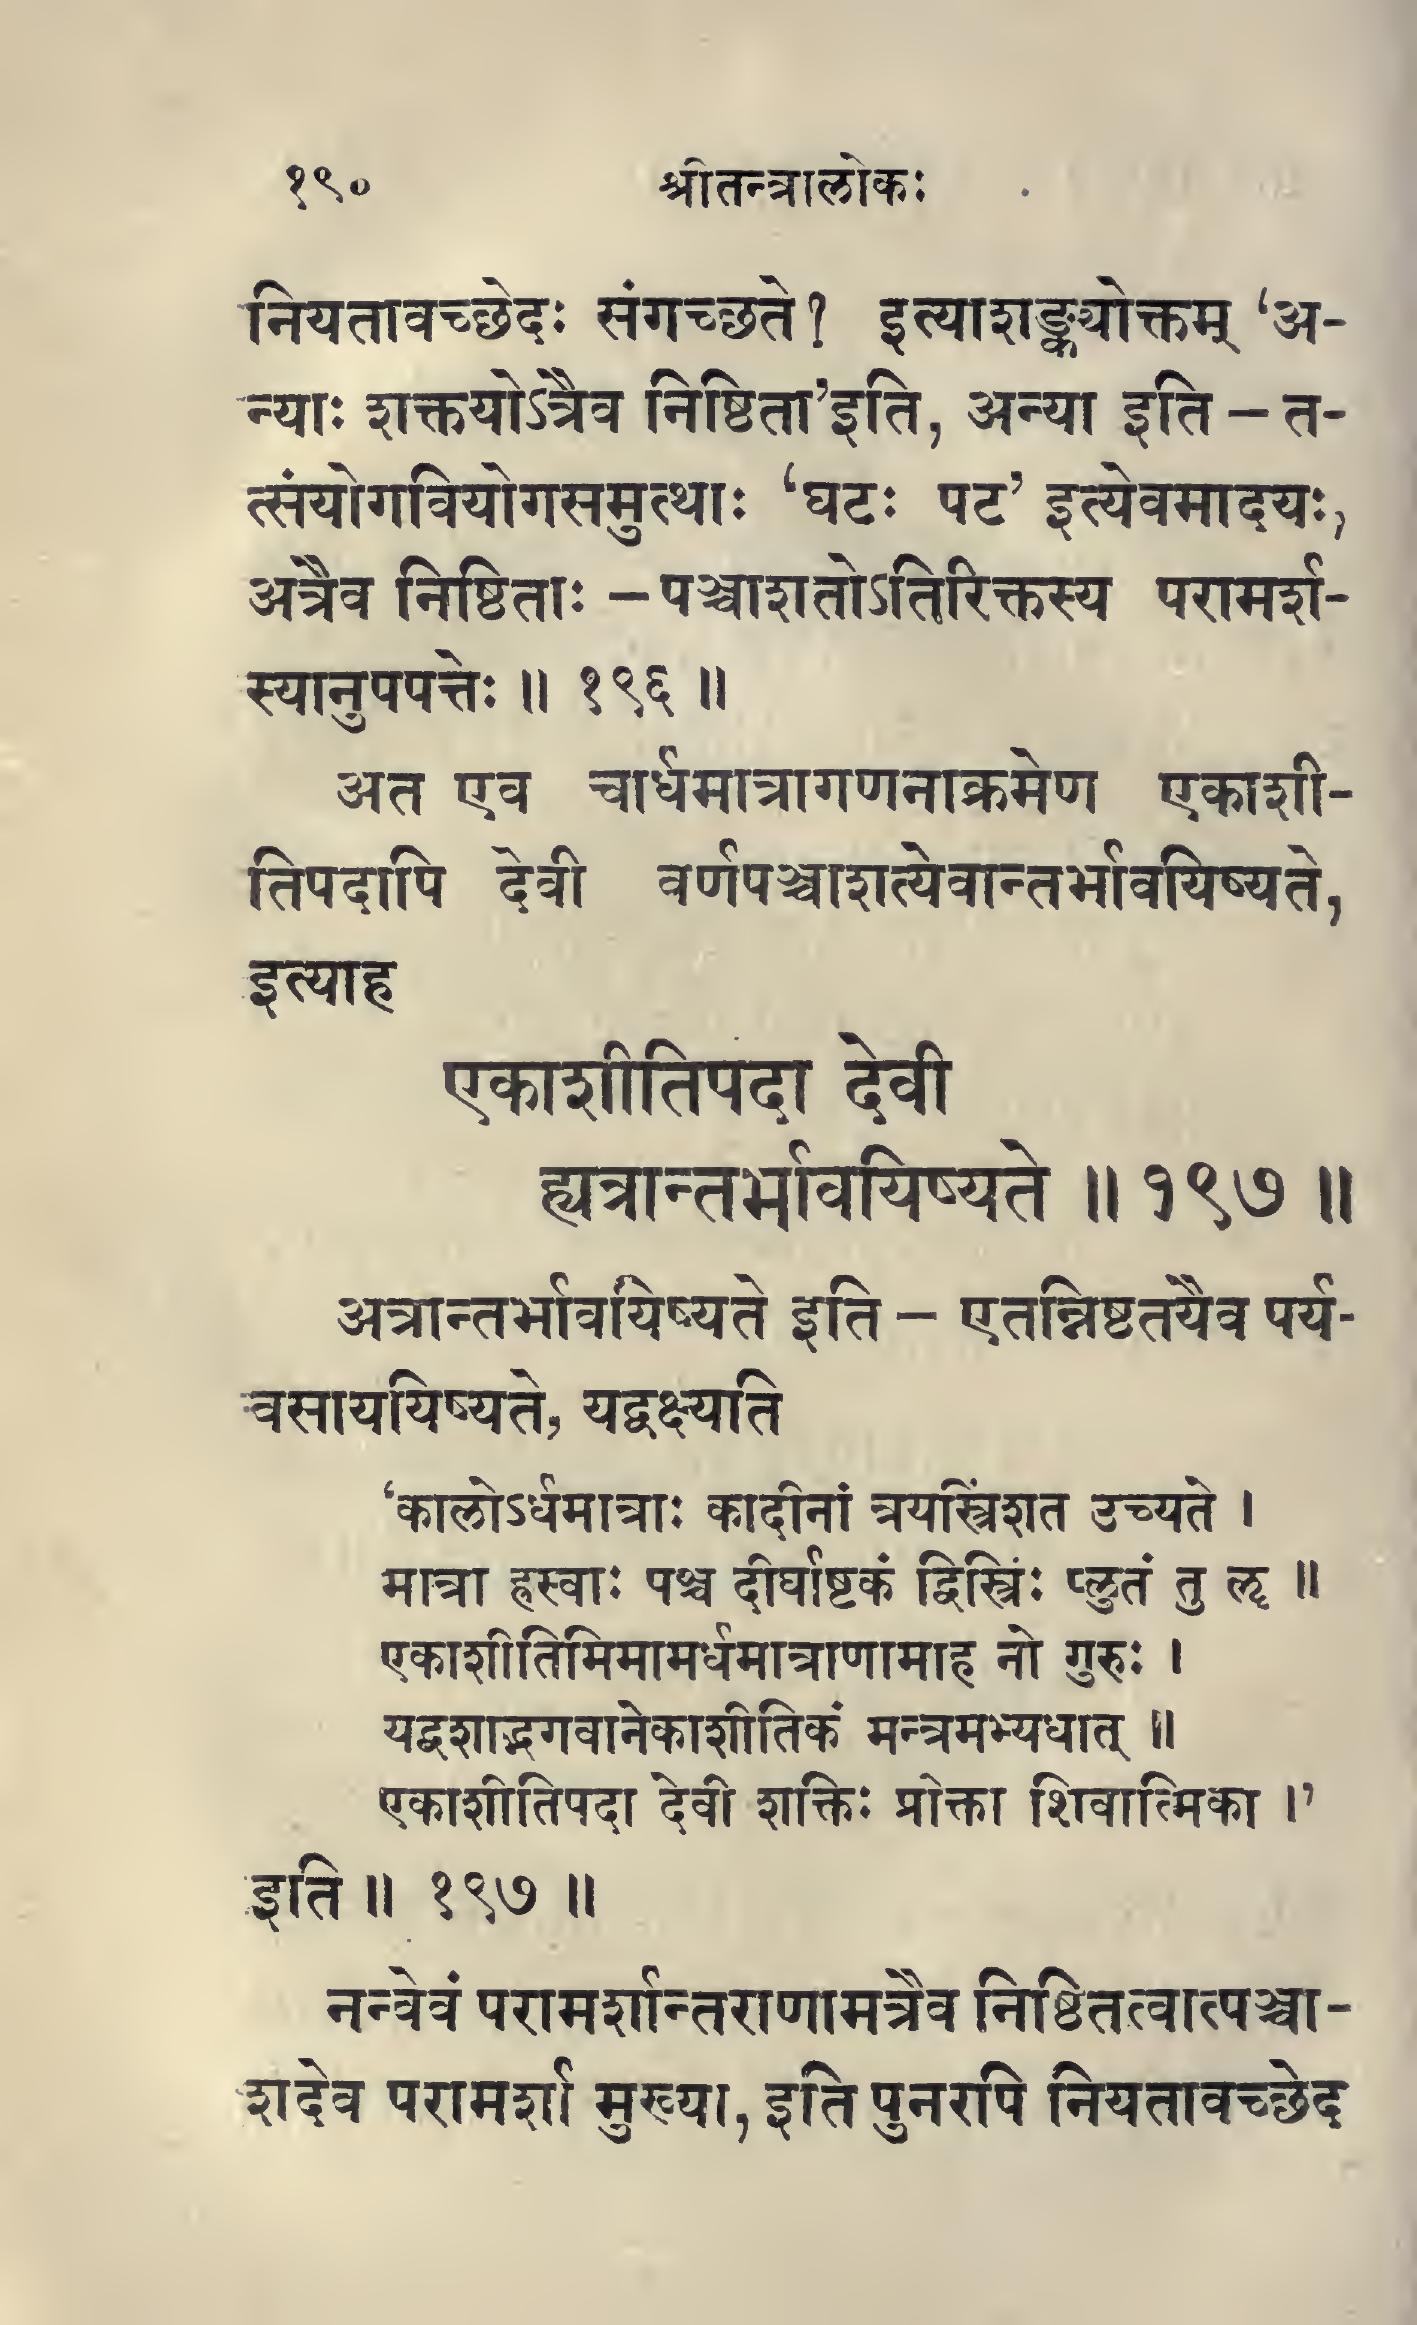 १९० श्रीतन्त्रालोकः
नियतावच्छेदः संगच्छते? इत्याशङ्क्योक्तम् ‘अ-
न्याः शक्तयोऽत्रैव निष्ठिता’इति, अन्या इति – त-
त्संयोगवियोगसमुत्थाः ‘घटः पट’ इत्येवमादयः,
अत्रैव निष्ठिताः – पञ्चाशतोऽतिरिक्तस्य परामर्श-
स्यानुपपत्तेः ॥ १९६ ॥
अत एव चार्धमात्रागणनाक्रमेण एकाशी-
तिपदापि देवी वर्णपञ्चाशत्येवान्तर्भावयिष्यते,
इत्याह
एकाशीतिपदा देवी
ह्यत्रान्तर्भावयिष्यते ॥ १९७ ॥
अत्रान्तर्भावयिष्यते इति – एतन्निष्टतयैव पर्य-
वसाययिष्यते, यद्वक्ष्यति
‘कालोऽर्धमात्राः कादीनां त्रयस्त्रिंशत उच्यते ।
मात्रा ह्रस्वाः पञ्च दीर्घाष्टकं द्विस्त्रिंः प्लुतं तु ऌ ॥
एकाशीतिमिमामर्धमात्राणामाह नो गुरुः ।
यद्वशाद्भगवानेकाशीतिकं मन्त्रमभ्यधात् ॥
एकाशीतिपदा देवी शक्तिः प्रोक्ता शिवात्मिका ।’
इति ॥ १९७ ॥
नन्वेवं परामर्शान्तराणामत्रैव निष्ठितत्वात्पञ्चा-
शदेव परामर्शा मुख्या, इति पुनरपि नियतावच्छेद